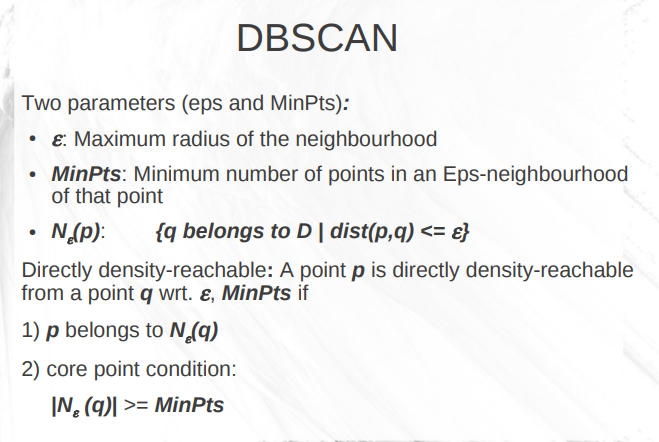 DBSCAN
Two parameters (eps and MinPts):
• ε: Maximum radius of the neighbourhood
• MinPts: Minimum number of points in an Eps-neighbourhood
of that point
• Nε(p): {q belongs to D | dist(p,q) <= ε}
Directly density-reachable: A point p is directly density-reachable
from a point q wrt. ε, MinPts if
1) p belongs to Nε(q)
2) core point condition:
|Nε (q)| >= MinPts